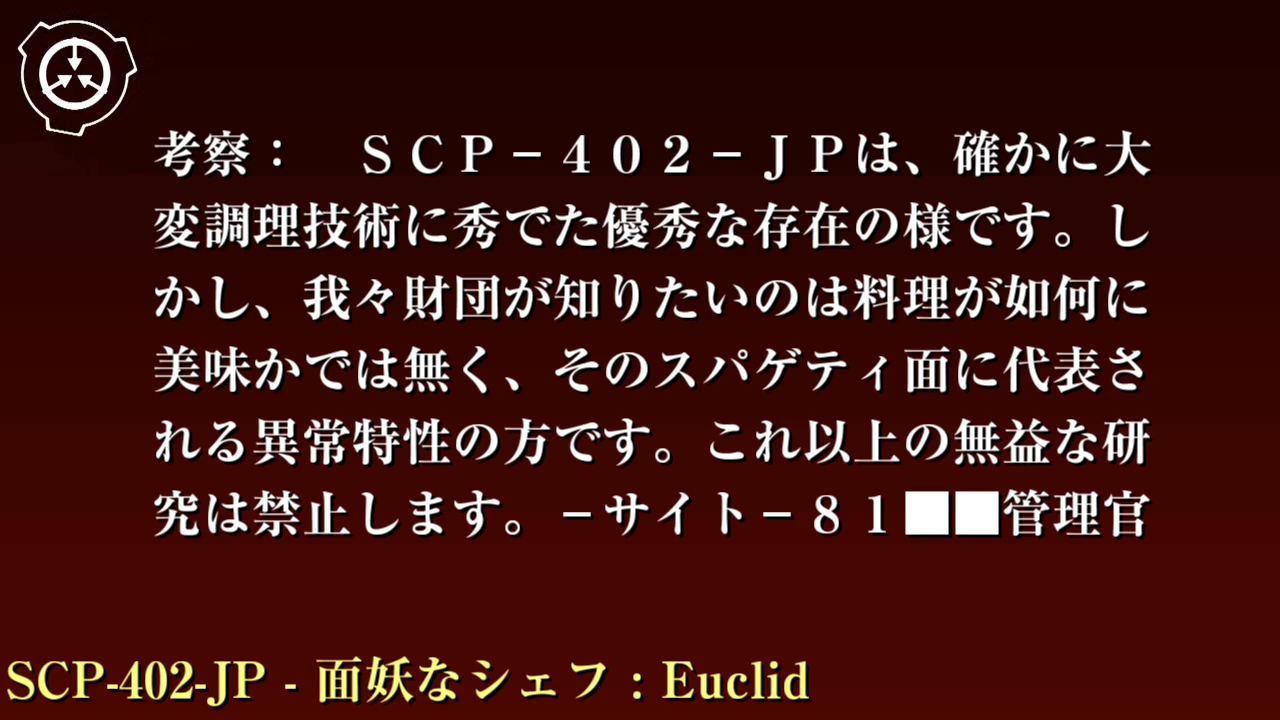 考察：　ＳＣＰ－４０２－ＪＰは、確かに大
変調理技術に秀でた優秀な存在の様です。し
かし、我々財団が知りたいのは料理が如何に
美味かでは無く、そのスパゲティ面に代表さ
れる異常特性の方です。これ以上の無益な研
究は禁止します。－サイト－８１■■管理官
SCP-402-JP - 面妖なシェフ : Euclid